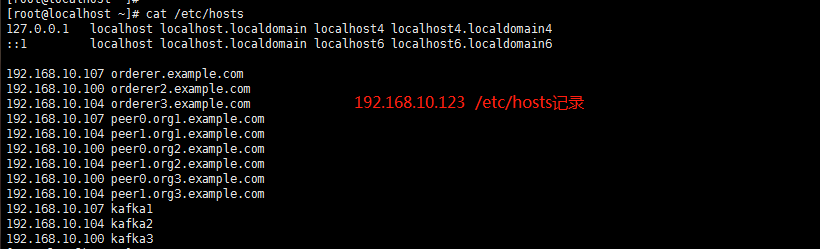 [root@localhost ~]#
[root@localhost ~]# cat /etc/hosts
127.0.0.1   localhost localhost.localdomain localhost4 localhost4.localdomain4
::1         localhost localhost.localdomain localhost6 localhost6.localdomain6
192.168.10.107 orderer.example.com
192.168.10.100 orderer2.example.com
192.168.10.104 orderer3.example.com
192.168.10.123  /etc/hosts记录
192.168.10.107 peer0.org1.example.com
192.168.10.104 peer1.org1.example.com
192.168.10.100 peer0.org2.example.com
192.168.10.104 peer1.org2.example.com
192.168.10.100 peer0.org3.example.com
192.168.10.104 peer1.org3.example.com
192.168.10.107 kafka1
192.168.10.104 kafka2
192.168.10.100 kafka3